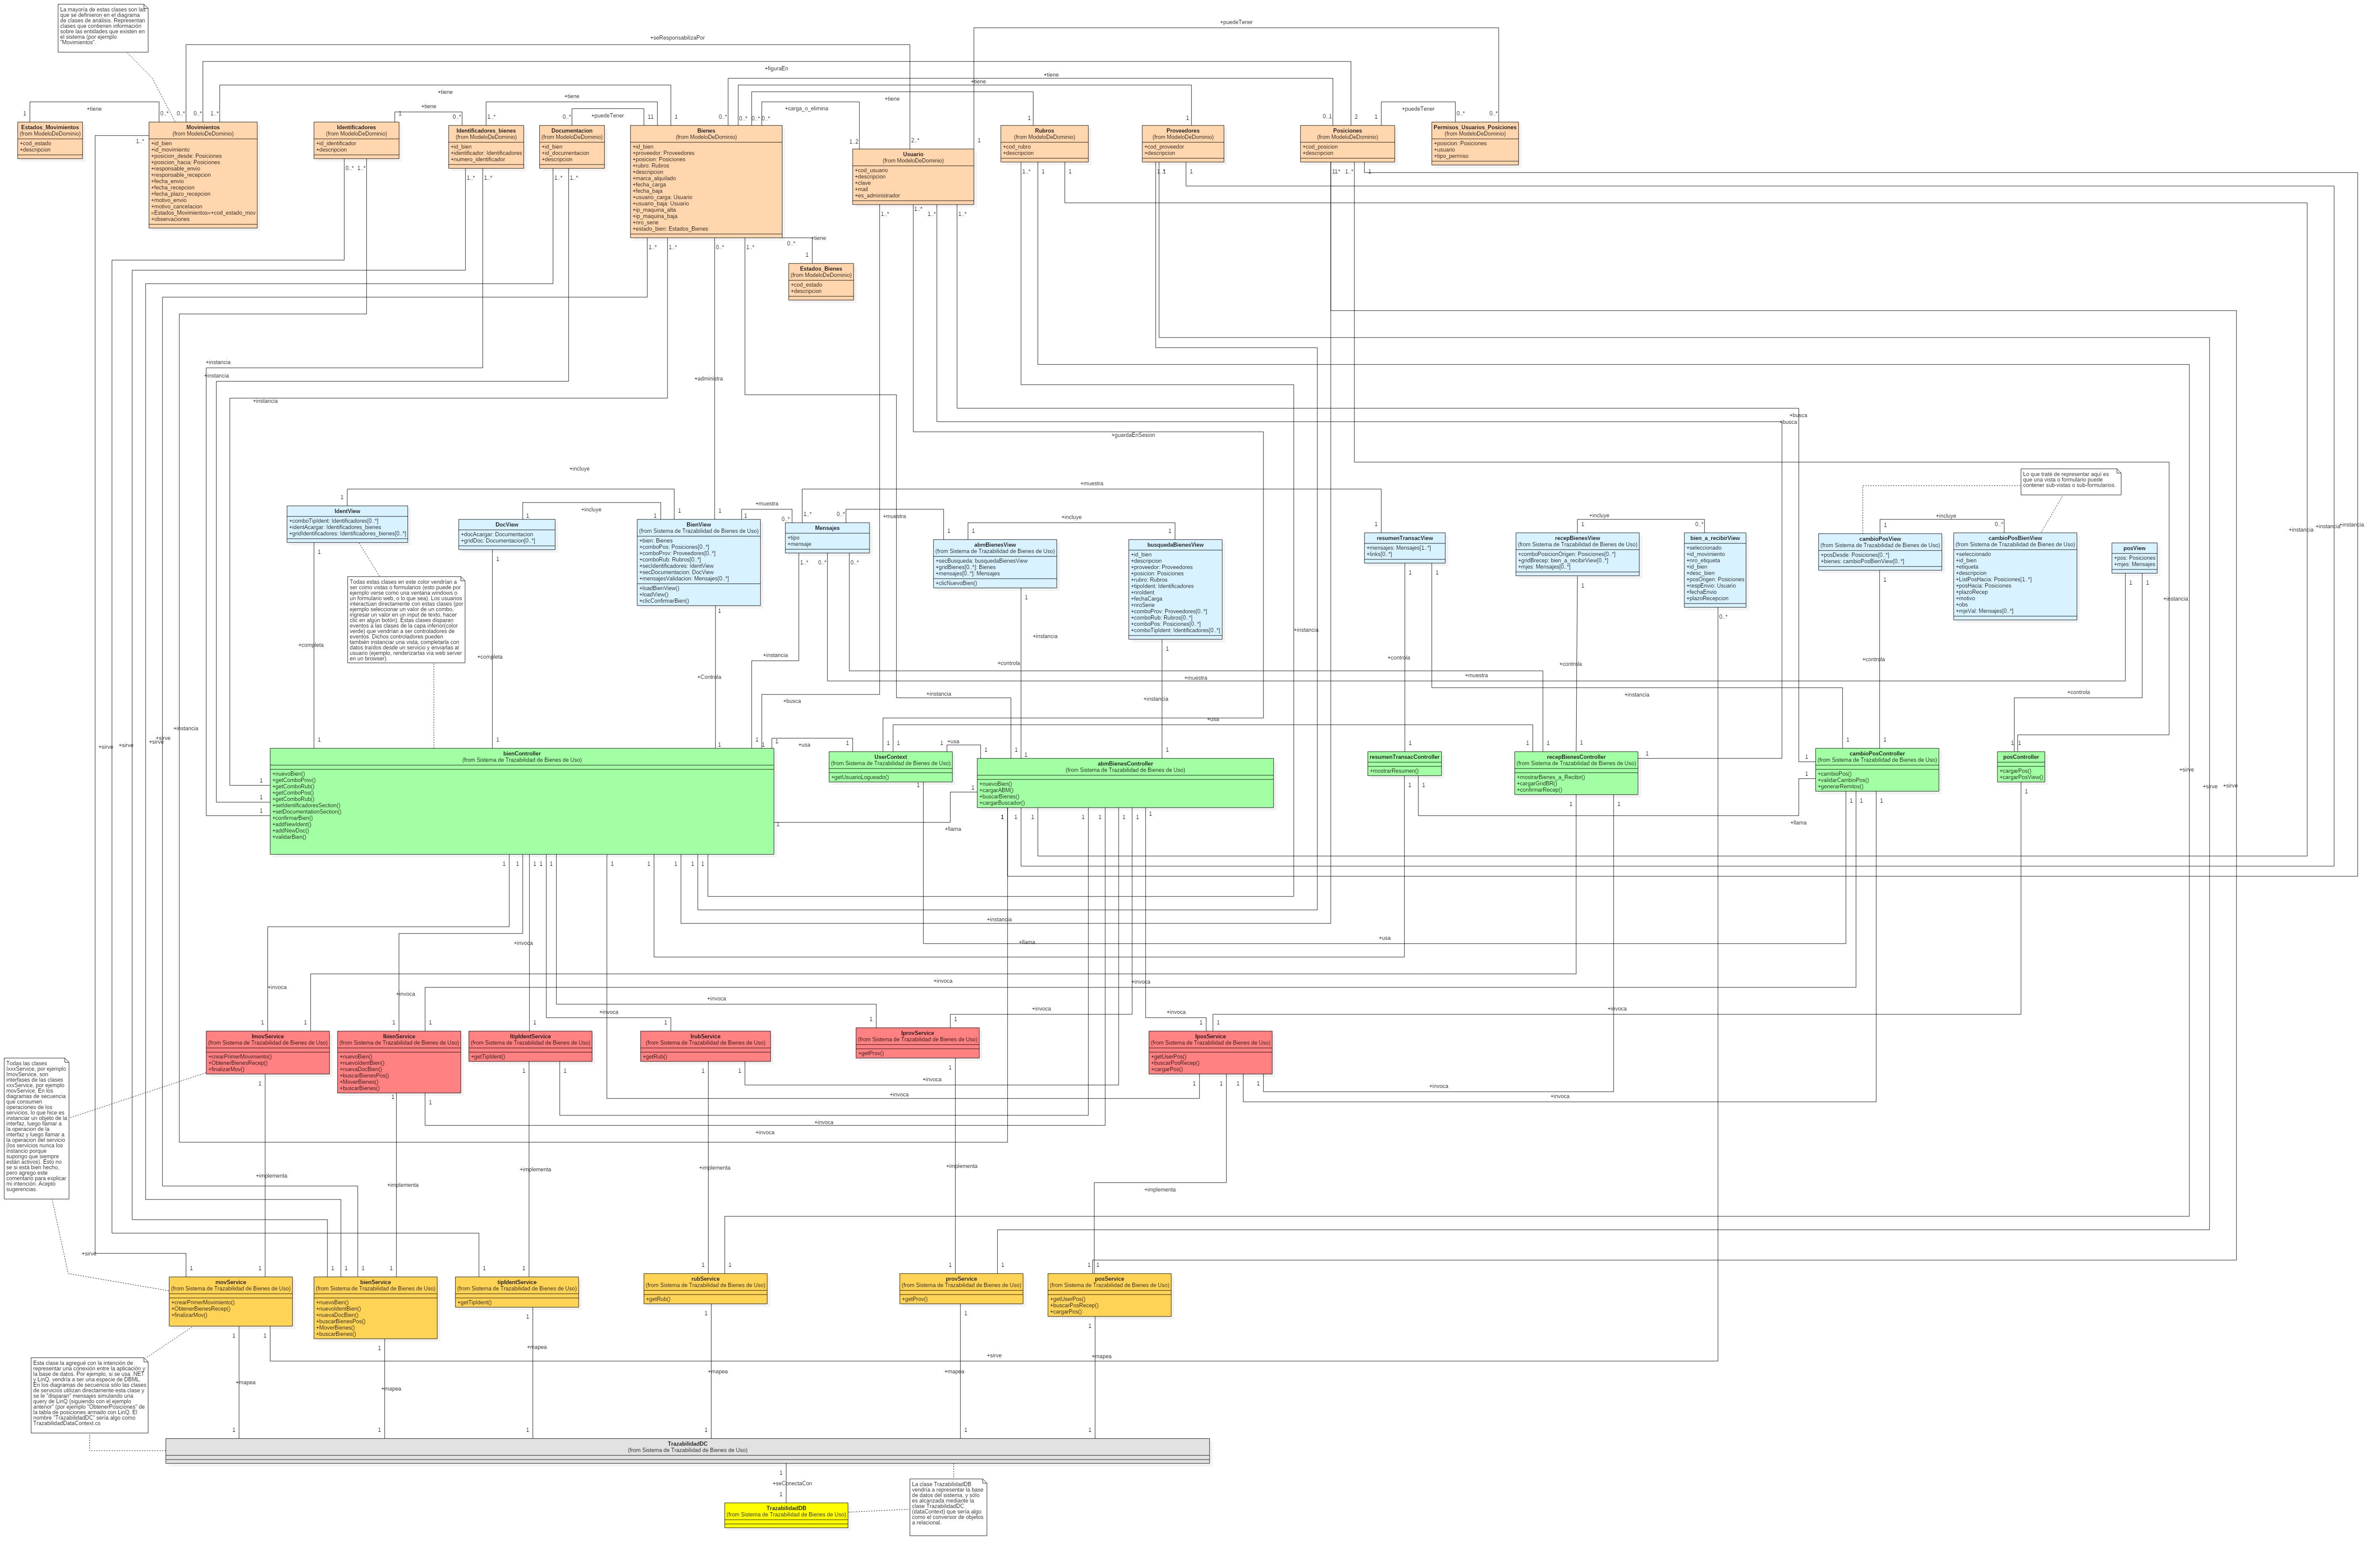 La mayoría de estas clases son las
que se definieron en el diagrama
de clases de análisis. Representan
clases que contienen información
sobre las entidades que existen en
el sistema (por ejemplo
"Movimientos".
+puedeTener
+seResponsabilizaPor
+figuraEn
+tiene
+tiene
+tiene
+tiene
+tiene
+tiene
+tiene
+carga_o_elimina
+puedeTener
+puedeTener
Estados_Movimientos
(from ModeloDeDominio)
+cod_estado
+descripcion
Movimientos
(from ModeloDeDominio)
+id_bien
+id_movimiento
+posicion_desde: Posiciones
+posicion_hacia: Posiciones
+responsable_envio
+responsable_recepcion
+fecha_envio
+fecha_recepcion
+fecha_plazo_recepcion
+motivo_envio
+motivo_cancelacion
«Estados_Movimientos»+cod_estado_mov
+observaciones
Identificadores
(from ModeloDeDominio)
+id_identificador
+descripcion
Identificadores_bienes
(from ModeloDeDominio)
+id_bien
+identificador: Identificadores
+numero_identificador
Documentacion
(from ModeloDeDominio)
+id_bien
+id_documentacion
+descripcion
Bienes
(from ModeloDeDominio)
+id_bien
+proveedor: Proveedores
+posicion: Posiciones
+rubro: Rubros
+descripcion
+marca_alquilado
+fecha_carga
+fecha_baja
+usuario_carga: Usuario
+usuario_baja: Usuario
+ip_maquina_alta
+ip_maquina_baja
+nro_serie
+estado_bien: Estados_Bienes
Usuario
(from ModeloDeDominio)
+cod_usuario
+descripcion
+clave
+mail
+es_administrador
Rubros
(from ModeloDeDominio)
+cod_rubro
+descripcion
Proveedores
(from ModeloDeDominio)
+cod_proveedor
+descripcion
Posiciones
(from ModeloDeDominio)
+cod_posicion
+descripcion
Permisos_Usuarios_Posiciones
(from ModeloDeDominio)
+posicion: Posiciones
+usuario
+tipo_permiso
+tiene
Estados_Bienes
(from ModeloDeDominio)
+cod_estado
+descripcion
+instancia
+instancia
+instancia
+administra
+guardaEnSesion
+busca
+busca
+incluye
+incluye
+muestra
+muestra
+muestra
+incluye
+incluye
+incluye
Lo que traté de representar aquí es
que una vista o formulario puede
contener sub-vistas o sub-formularios.
IdentView
+comboTipIdent: Identificadores[0..*]
+identAcargar: Identificadores_bienes
+gridIdentificadores: Identificadores_bienes[0..*]
DocView
+docAcargar: Documentacion
+gridDoc: Documentacion[0..*]
BienView
(from Sistema de Trazabilidad de Bienes de Uso)
+bien: Bienes
+comboPos: Posiciones[0..*]
+comboProv: Proveedores[0..*]
+comboRub: Rubros[0..*]
+secIdentificadores: IdentView
+secDocumentacion: DocView
+mensajesValidacion: Mensajes[0..*]
+loadBienView()
+loadView()
+clicConfirmarBien()
Mensajes
+tipo
+mensaje
abmBienesView
(from Sistema de Trazabilidad de Bienes de Uso)
+secBusqueda: busquedaBienesView
+gridBienes[0..*]: Bienes
+mensajes[0..*]: Mensajes
+clicNuevoBien()
busquedaBienesView
+id_bien
+descripcion
+proveedor: Proveedores
+posicion: Posiciones
+rubro: Rubros
+tipoIdent: Identificadores
+nroIdent
+fechaCarga
+nroSerie
+comboProv: Proveedores[0..*]
+comboRub: Rubros[0..*]
+comboPos: Posiciones[0..*]
+comboTipIdent: Identificadores[0..*]
resumenTransacView
+mensajes: Mensajes[1..*]
+links[0..*]
recepBienesView
(from Sistema de Trazabilidad de Bienes de Uso)
+comboPosicionOrigen: Posiciones[0..*]
+gridBrecep: bien_a_recibirView[0..*]
+mjes: Mensajes[0..*]
bien_a_recibirView
+seleccionado
+id_movimiento
+nro_etiqueta
+id_bien
+desc_bien
+posOrigen: Posiciones
+respEnvio: Usuario
+fechaEnvio
+plazoRecepcion
cambioPosView
(from Sistema de Trazabilidad de Bienes de Uso)
+posDesde: Posiciones[0..*]
+bienes: cambioPosBienView[0..*]
cambioPosBienView
(from Sistema de Trazabilidad de Bienes de Uso)
+seleccionado
+id_bien
+etiqueta
+descripcion
+ListPosHacia: Posiciones[1..*]
+plazoRecep
+posHacia: Posiciones
+motivo
+obs
+mjeVal: Mensajes[0..*]
posView
+pos: Posiciones
+mjes: Mensajes
Todas estas clases en este color vendrían a
ser como vistas o formularios (esto puede por
ejemplo verse como una ventana windows o
un formulario web, o lo que sea). Los usuarios
interactúan directamente con estas clases (por
ejemplo seleccionar un valor de un combo,
ingresar un valor en un input de texto, hacer
clic en algún botón). Estas clases disparan
eventos a las clases de la capa inferior(color
verde) que vendrían a ser controladores de
eventos. Dichos controladores pueden
también instanciar una vista, completarla con
datos traídos desde un servicio y enviarlas al
usuario (ejemplo, renderizarlas vía web server
en un browser).
+completa
+completa
+Controla
+instancia
+busca
+instancia
+instancia
+controla
+instancia
+controla
+muestra
+muestra
+controla
+instancia
+controla
+controla
+instancia
+instancia
+instancia
+instancia
+instancia
+instancia
+sirve
+sirve
+sirve
+sirve
+usa
+usa
+usa
bienController
(from Sistema de Trazabilidad de Bienes de Uso)
+nuevoBien()
+getComboProv()
+getComboRub()
+getComboPos()
+getComboRub()
+setIdentificadoresSection()
+setDocumentationSection()
+confirmarBien()
+addNewIdent()
+addNewDoc()
+validarBien()
UserContext
(from Sistema de Trazabilidad de Bienes de Uso)
+getUsuarioLogueado()
abmBienesController
(from Sistema de Trazabilidad de Bienes de Uso)
+nuevoBien()
+cargarABM()
+buscarBienes()
+cargarBuscador()
resumenTransacController
+mostrarResumen()
recepBienesController
(from Sistema de Trazabilidad de Bienes de Uso)
+mostrarBienes_a_Recibir()
+cargarGridBR()
+confirmarRecep()
cambioPosController
(from Sistema de Trazabilidad de Bienes de Uso)
+cambioPos()
+validarCambioPos()
+generarRemitos()
posController
+cargarPos()
+cargarPosView()
+sirve
+sirve
+sirve
+llama
+llama
+instancia
+llama
+usa
+invoca
+invoca
+invoca
+invoca
+invoca
+invoca
+invoca
+invoca
+invoca
+invoca
+invoca
ImovService
(from Sistema de Trazabilidad de Bienes de Uso)
+crearPrimerMovimiento()
+ObtenerBienesRecep()
+finalizarMov()
IbienService
(from Sistema de Trazabilidad de Bienes de Uso)
+nuevoBien()
+nuevoIdentBien()
+nuevaDocBien()
+buscarBienesPos()
+MoverBienes()
+buscarBienes()
ItipIdentService
(from Sistema de Trazabilidad de Bienes de Uso)
+getTipIdent()
IrubService
(from Sistema de Trazabilidad de Bienes de Uso)
+getRub()
IprovService
(from Sistema de Trazabilidad de Bienes de Uso)
+getProv()
IposService
(from Sistema de Trazabilidad de Bienes de Uso)
+getUserPos()
+buscarPosRecep()
+cargarPos()
Todas las clases
IxxxService, por ejemplo
ImovService, son
interfaces de las clases
xxxService, por ejemplo
movService. En los
diagramas de secuencia
que consumen
operaciones de los
servicios, lo que hice es
instanciar un objeto de la
interfaz, luego llamar a
la operacion de la
interfaz y luego llamar a
la operacion del servicio
(los servicios nunca los
instancio porque
supongo que siempre
están activos). Esto no
se si está bien hecho,
pero agrego este
comentario para explicar
mi intención. Acepto
sugerencias.
+invoca
+invoca
+invoca
+invoca
+invoca
+invoca
+implementa
+implementa
+implementa
+implementa
+implementa
+implementa
+sirve
movService
(from Sistema de Trazabilidad de Bienes de Uso)
+crearPrimerMovimiento()
+ObtenerBienesRecep()
+finalizarMov()
bienService
(from Sistema de Trazabilidad de Bienes de Uso)
+nuevoBien()
+nuevoIdentBien()
+nuevaDocBien()
+buscarBienesPos()
+MoverBienes()
+buscarBienes()
tipIdentService
(from Sistema de Trazabilidad de Bienes de Uso)
+getTipIdent()
rubService
(from Sistema de Trazabilidad de Bienes de Uso)
+getRub()
provService
(from Sistema de Trazabilidad de Bienes de Uso)
+getProv()
posService
(from Sistema de Trazabilidad de Bienes de Uso)
+getUserPos()
+buscarPosRecep()
+cargarPos()
Esta clase la agregué con la intención de
representar una conexión entre la aplicación y
la base de datos. Por ejemplo, si se usa .NET
y LinQ, vendría a ser una especie de DBML.
En los diagramas de secuencia sólo las clases
de servicios utilizan directamente esta clase y
se le "disparan" mensajes simulando una
query de LinQ (siguiendo con el ejemplo
anterior" (por ejemplo "ObtenerPosiciones" de
la tabla de posiciones armado con LinQ. El
nombre "TrazabilidadDC" sería algo como
TrazabilidadDataContext.cs
+mapea
+mapea
+mapea
+mapea
+mapea
+sirve
+mapea
TrazabilidadDC
(from Sistema de Trazabilidad de Bienes de Uso)
+seConectaCon
TrazabilidadDB
(from Sistema de Trazabilidad de Bienes de Uso)
La clase TrazabilidadDB
vendría a representar la base
de datos del sistema, y sólo
es alcanzada mediante la
clase TrazabilidadDC
(dataContext) que sería algo
como el conversor de objetos
a relacional.